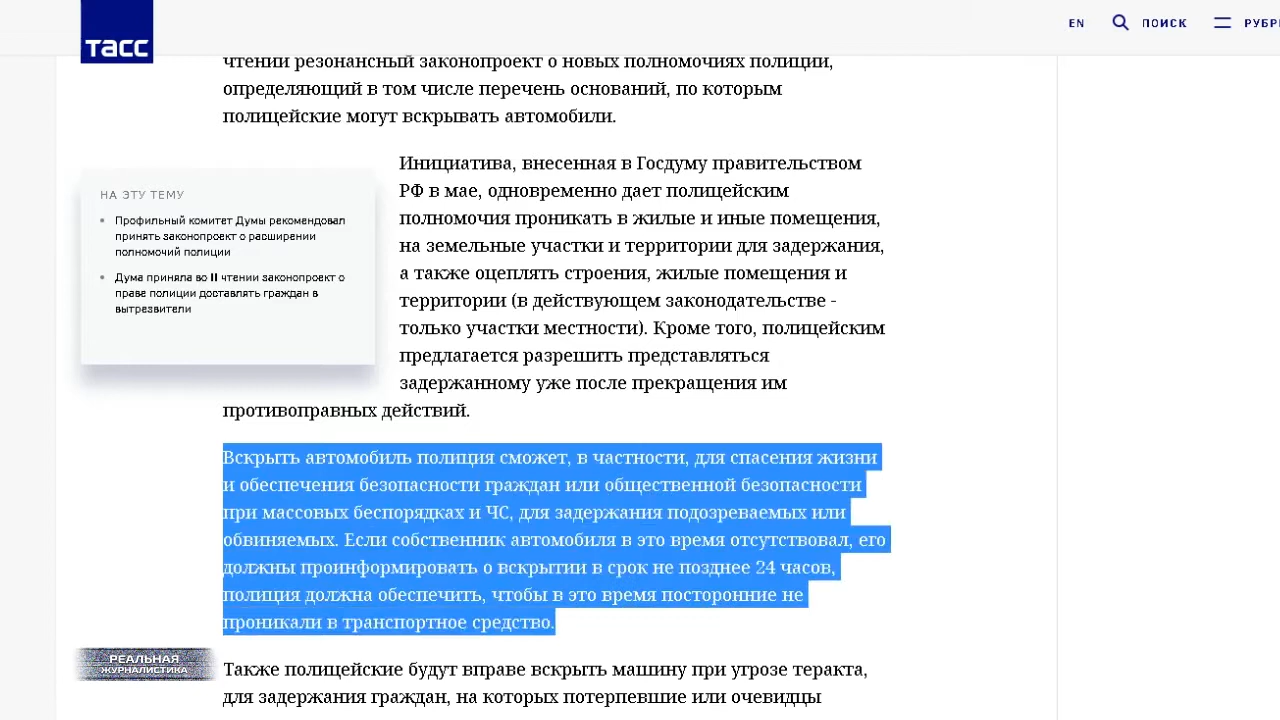 тасс
EN
ПОИСК
чтении резонансный законопроект о новых полномочиях полиции,
определяющий в том числе перечень оснований, по которым
полицейские могут вскрывать автомобили.
НА ЭТУ ТЕМУ
Профильный комитет Думы рекомендовал
принять законопроект о расширении
полномочий полиции
Дума приняла во II чтении законопроект о
праве полиции доставлять граждан в
вытрезвители
Инициатива, внесенная в Госдуму правительством
РФ в мае, одновременно дает полицейским
полномочия проникать в жилые и иные помещения,
на земельные участки и территории для задержания,
а также оцеплять строения, жилые помещения и
территории (в действующем законодательстве -
только участки местности). Кроме того, полицейским
предлагается разрешить представляться
задержанному уже после прекращения им
противоправных действий.
Вскрыть автомобиль полиция сможет, в частности, для спасения жизни
и обеспечения безопасности граждан или общественной безопасности
при массовых беспорядках и ЧС, для задержания подозреваемых или
обвиняемых. Если собственник автомобиля в это время отсутствовал, его
должны проинформировать о вскрытии в срок не позднее 24 часов,
полиция должна обеспечить, чтобы в это время посторонние не
проникали в транспортное средство.
РЕАЛЬНАЯ
ЖУРНАЛИСТИКА
Также полицейские будут вправе вскрыть машину при угрозе теракта,
для задержания граждан, на которых потерпевшие или очевидцы